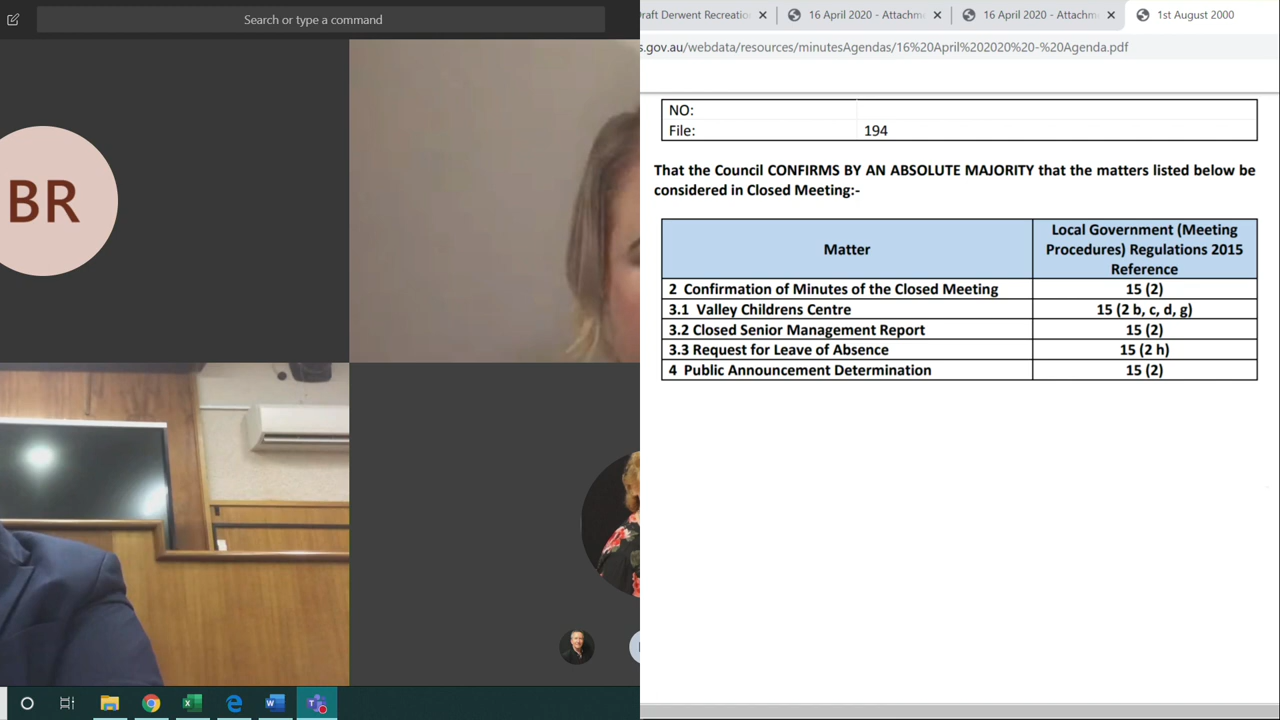 Search or type a command
BR
raft Derwent Recreatio
16 April 2020 - Attachm
16 April 2020 - Attachm
1st August 2000
s.gov.au/webdata/resources/minutesAgendas/16%20April%202020%20-%20Agenda.pdf
NO:
File: 194
That the Council CONFIRMS BY AN ABSOLUTE MAJORITY that the matters listed below be
considered in Closed Meeting:-
Matter
Local Government (Meeting
Procedures) Regulations 2015
Reference
2 Confirmation of Minutes of the Closed Meeting 15 (2)
3.1 Valley Childrens Centre 15 (2 b, c, d, g)
3.2 Closed Senior Management Report 15 (2)
3.3 Request for Leave of Absence 15 (2 h)
4 Public Announcement Determination 15 (2)